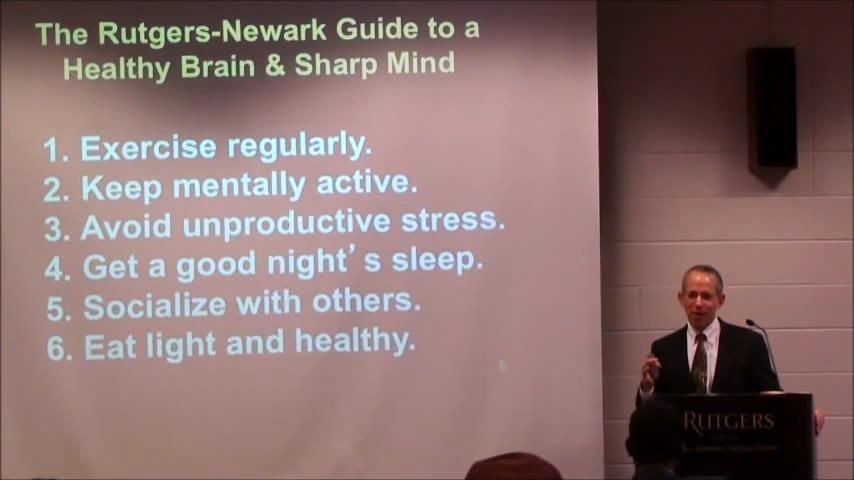 The Rutgers-Newark Guide to a
Healthy Brain & Sharp Mind
1. Exercise regularly.
2. Keep mentally active.
3. Avoid unproductive stress.
4. Get a good night's sleep.
5. Socialize with others.
6. Eat light and healthy.
RUTGERS